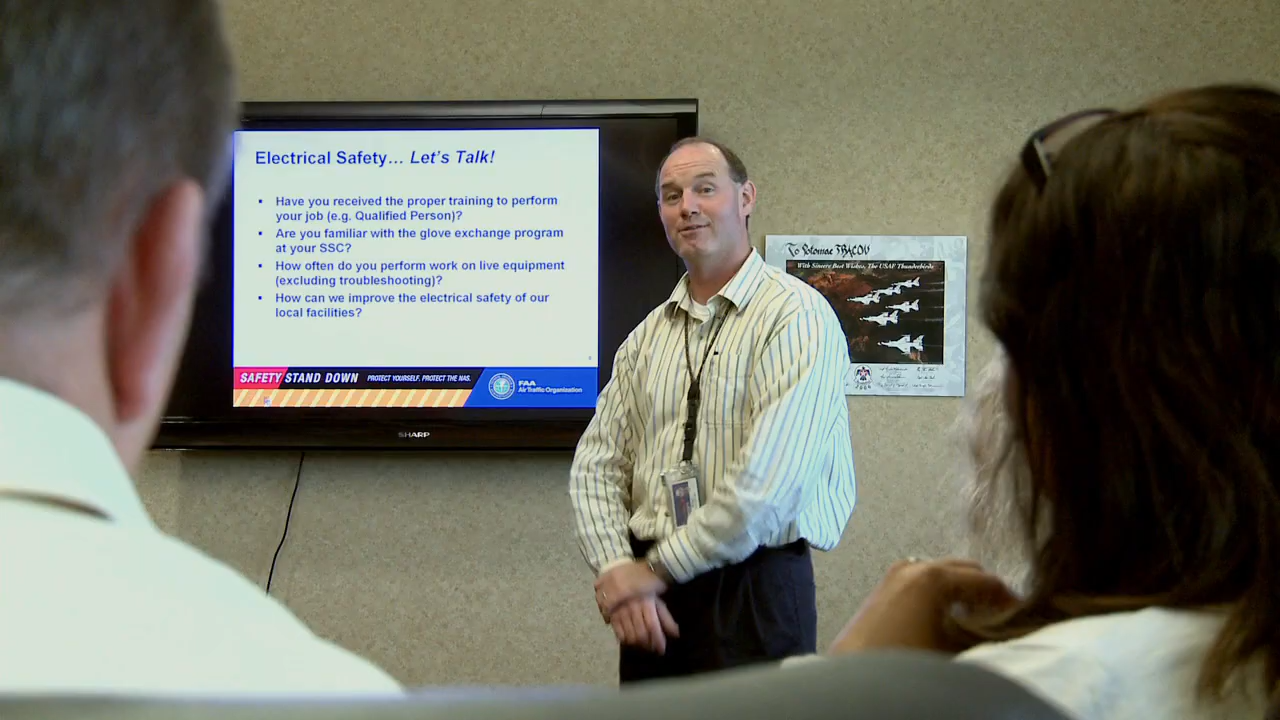 Electrical Safety… Let's Talk!
▪ Have you received the proper training to perform
your job (e.g. Qualified Person)?
▪ Are you familiar with the glove exchange program
at your SSC?
▪ How often do you perform work on live equipment
(excluding troubleshooting)?
▪ How can we improve the electrical safety of our
local facilities?
SAFETY STAND DOWN PROTECT YOURSELF, PROTECT THE NAS.
FAA
Air Traffic Organization
SHARP
To Potomac TRACON
With Sincere Best Wishes, The USAF Thunderbirds